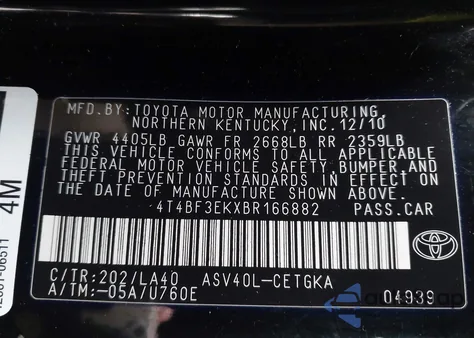 MFD.BY: TOYOTA MOTOR MANUFACTURING
NORTHERN KENTUCKY, INC. 12/10
GVWR 4405LB GAWR FR 2668LB RR 2359LB
THIS VEHICLE CONFORMS TO ALL APPLICABLE
FEDERAL MOTOR VEHICLE SAFETY, BUMPER, AND
THEFT PREVENTION STANDARDS IN EFFECT ON
THE DATE OF MANUFACTURE SHOWN ABOVE.
4T4BF3EKXBR166882 PASS.CAR
C/TR: 202/LA40 ASV40L-CETGKA
A/TM: -05A/U760E 04939
4M